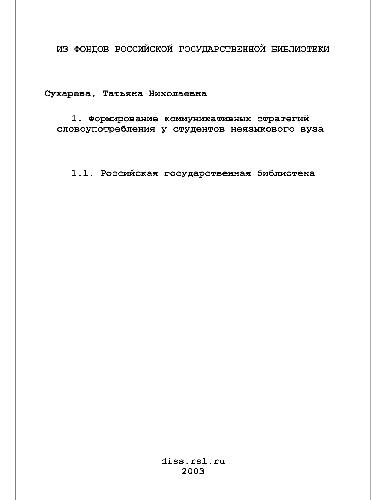 ИЗ ФОНДОВ РОССИЙСКОЙ ГОСУДАРСТВЕННОЙ БИБЛИОТЕКИ
Сухарева, Татьяна Николаевна
1. Формирование коммуникативных стратегий
словоупотребления у студентов неязыкового вуза
1.1. Российская государственная библиотека
diss.rsl.ru
2003